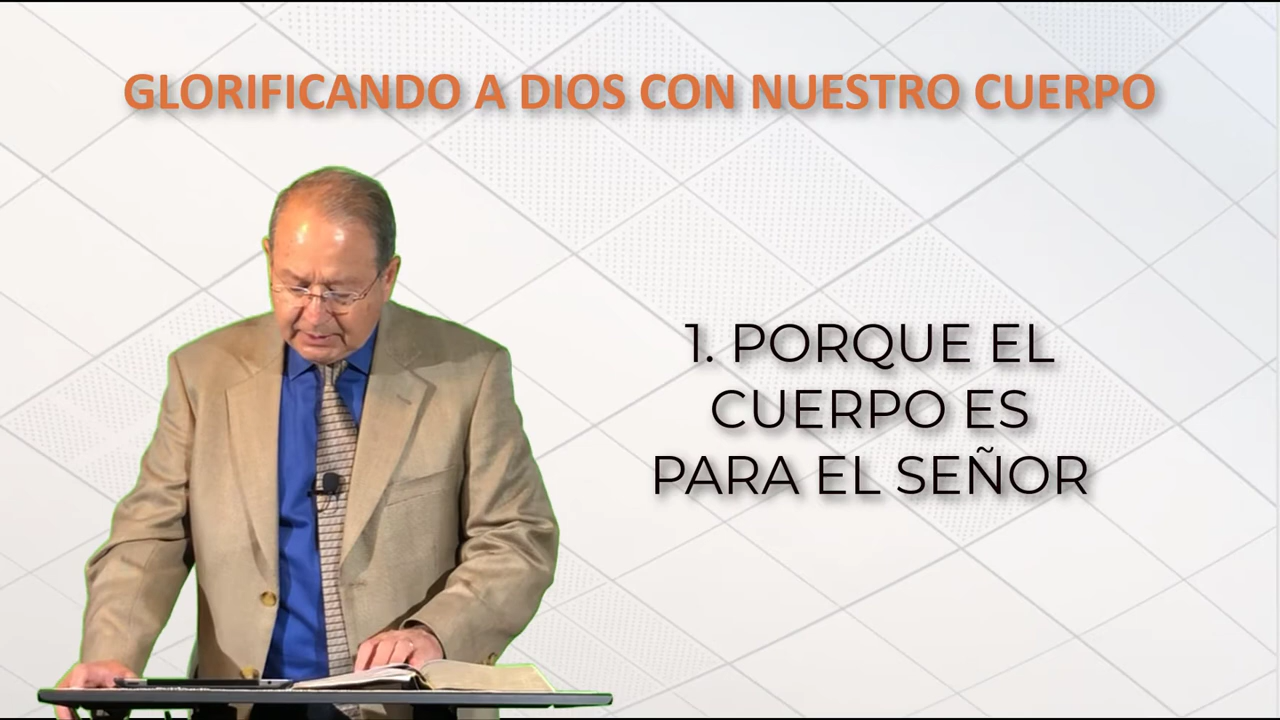 GLORIFICANDO A DIOS CON NUESTRO CUERPO
1. PORQUE EL
CUERPO ES
PARA EL SEÑOR